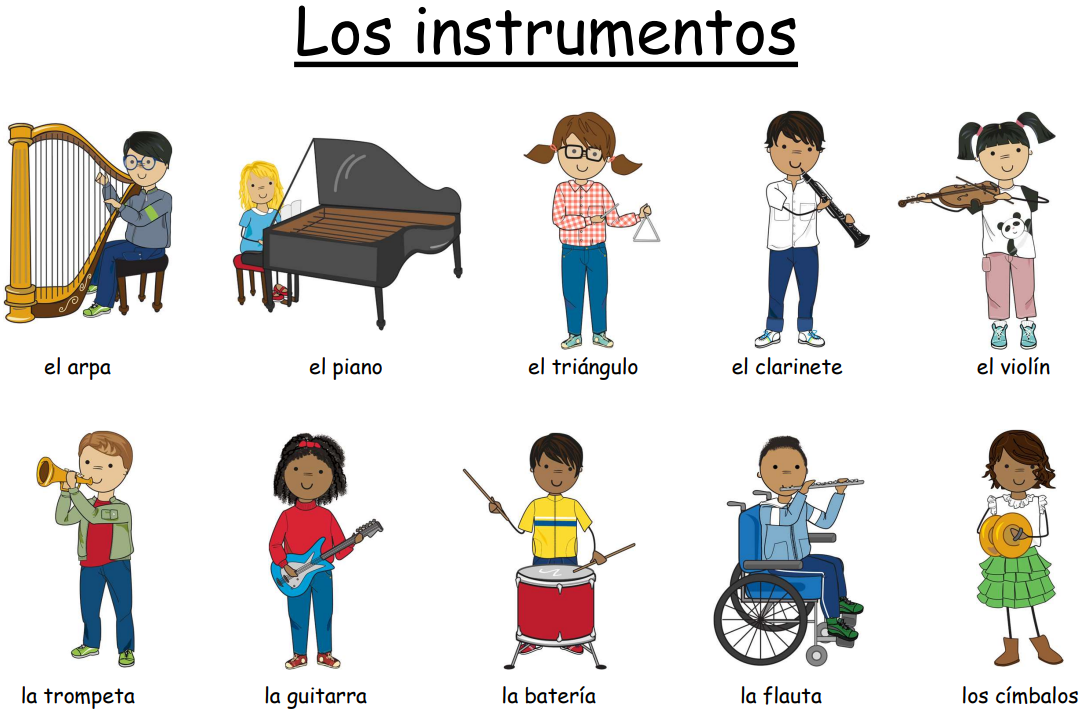 Los instrumentos
el arpa
el piano
el triángulo
el clarinete
el violín
la trompeta
la guitarra
la batería
la flauta
los címbalos